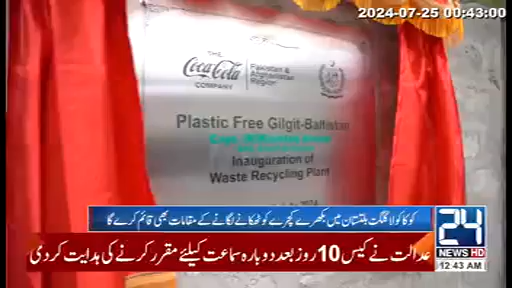 2024-07-25 00:43:00
THE
Coca-Cola
COMPANY
Pakistan &
Afghanistan
Region
Plastic Free Gilgit-Baltistan
Inauguration of
Waste Recycling Plant
کوکا کولا گلگت بلتستان میں بکھرے کچرے کو ٹھکانے لگانے کے مقامات بھی قائم کرے گا
عدالت نے کیس 10 روز بعد دوبارہ سماعت کیلئے مقرر کرنے کی ہدایت کردی
24
NEWS HD
12:43 AM